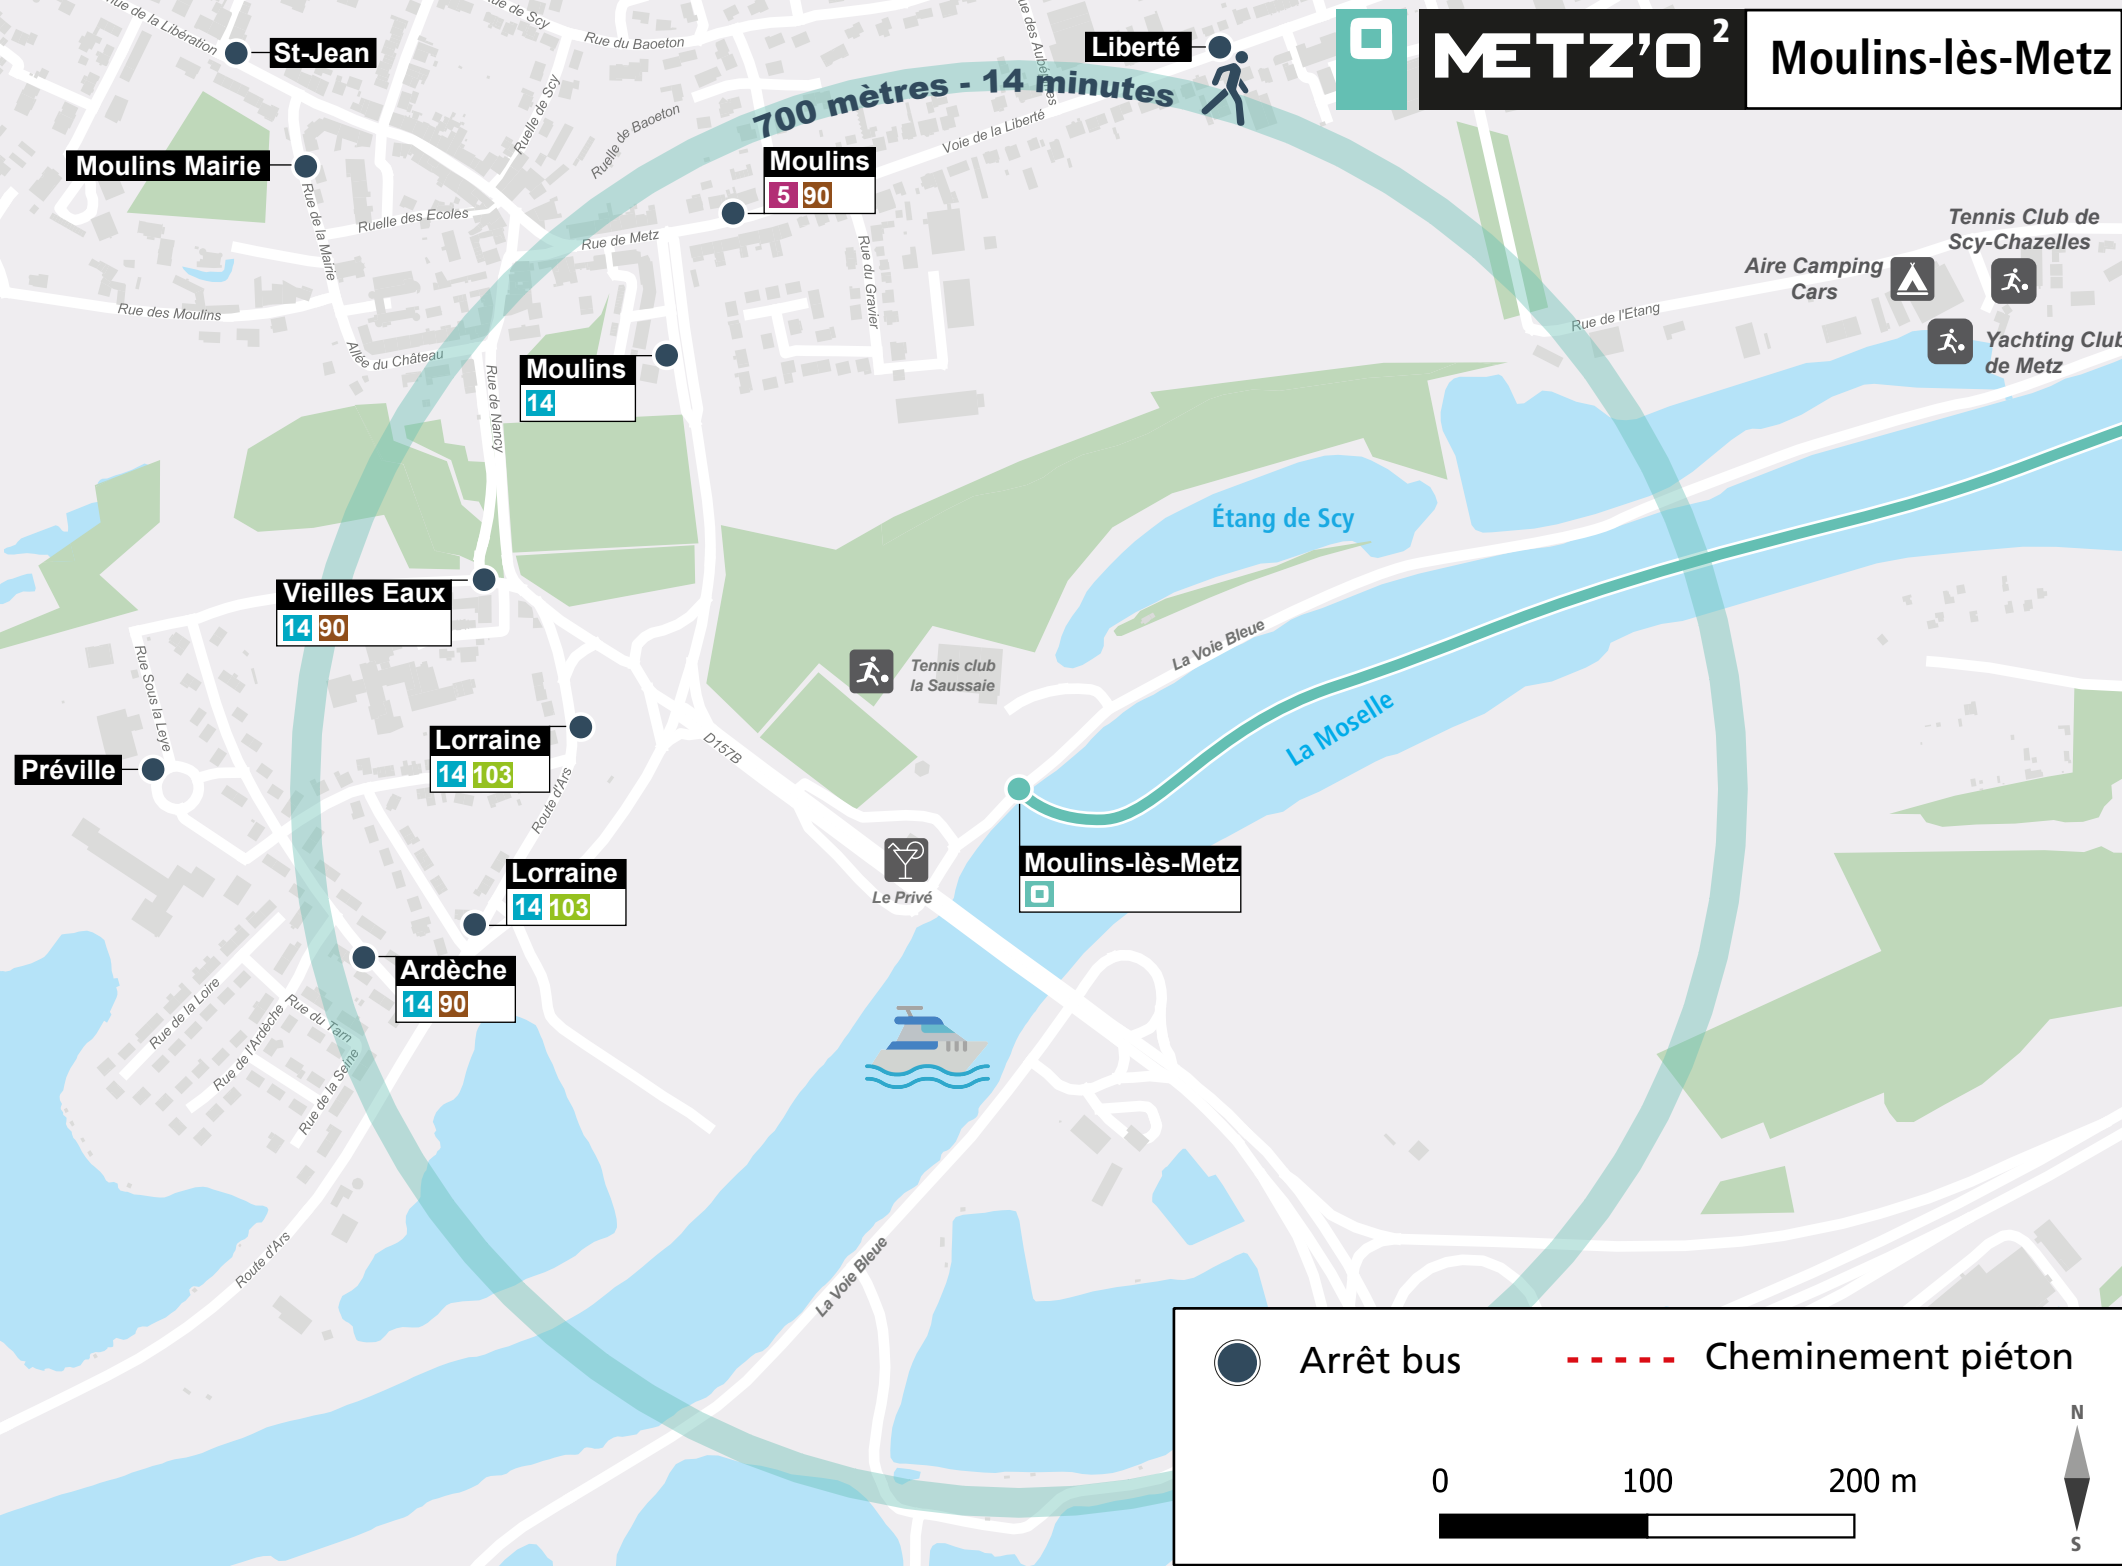 METZ'O²
Moulins-lès-Metz
700 mètres - 14 minutes
Rue de la Libération
St-Jean
Rue de Scy
Rue du Baoeton
Liberté
Moulins Mairie
Ruelle de Scy
Ruelle de Baoeton
Voie de la Liberté
Moulins
5 90
Rue de la Mairie
Ruelle des Ecoles
Rue de Metz
Rue du Gravier
Rue des Moulins
Allée du Château
Rue de Nancy
Moulins
14
Tennis Club de
Scy-Chazelles
Aire Camping
Cars
Rue de l'Etang
Yachting Club
de Metz
Étang de Scy
Vieilles Eaux
14 90
Rue Sous la Leye
Tennis club
la Saussaie
La Voie Bleue
La Moselle
Préville
Lorraine
14 103
D157B
Route d'Ars
Lorraine
14 103
Le Privé
Moulins-lès-Metz
Ardèche
14 90
Rue de la Loire
Rue de l'Ardèche
Rue du Tarn
Rue de la Seine
Route d'Ars
La Voie Bleue
Arrêt bus
Cheminement piéton
0 100 200 m
N
S